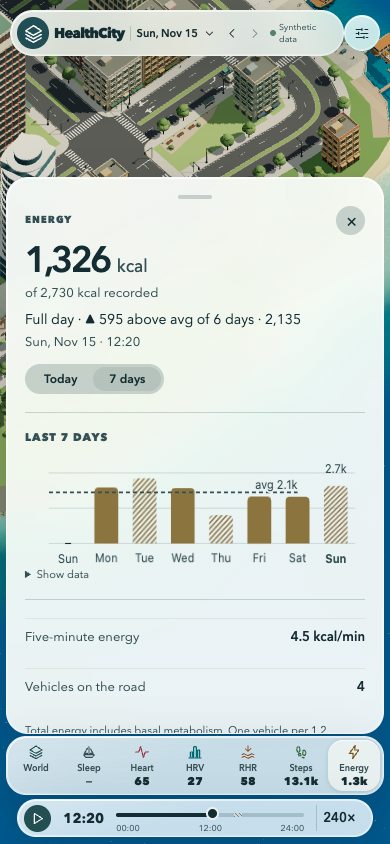 HealthCity
Sun, Nov 15
Synthetic
data
ENERGY
1,326 kcal
of 2,730 kcal recorded
Full day · ▲ 595 above avg of 6 days · 2,135
Sun, Nov 15 · 12:20
Today
7 days
LAST 7 DAYS
2.7k
avg 2.1k
Sun Mon Tue Wed Thu Fri Sat Sun
Show data
Five-minute energy 4.5 kcal/min
Vehicles on the road 4
Total energy includes basal metabolism. One vehicle per 1.2
World Sleep Heart HRV RHR Steps Energy
– 65 27 58 13.1k 1.3k
12:20
00:00 12:00 24:00
240×